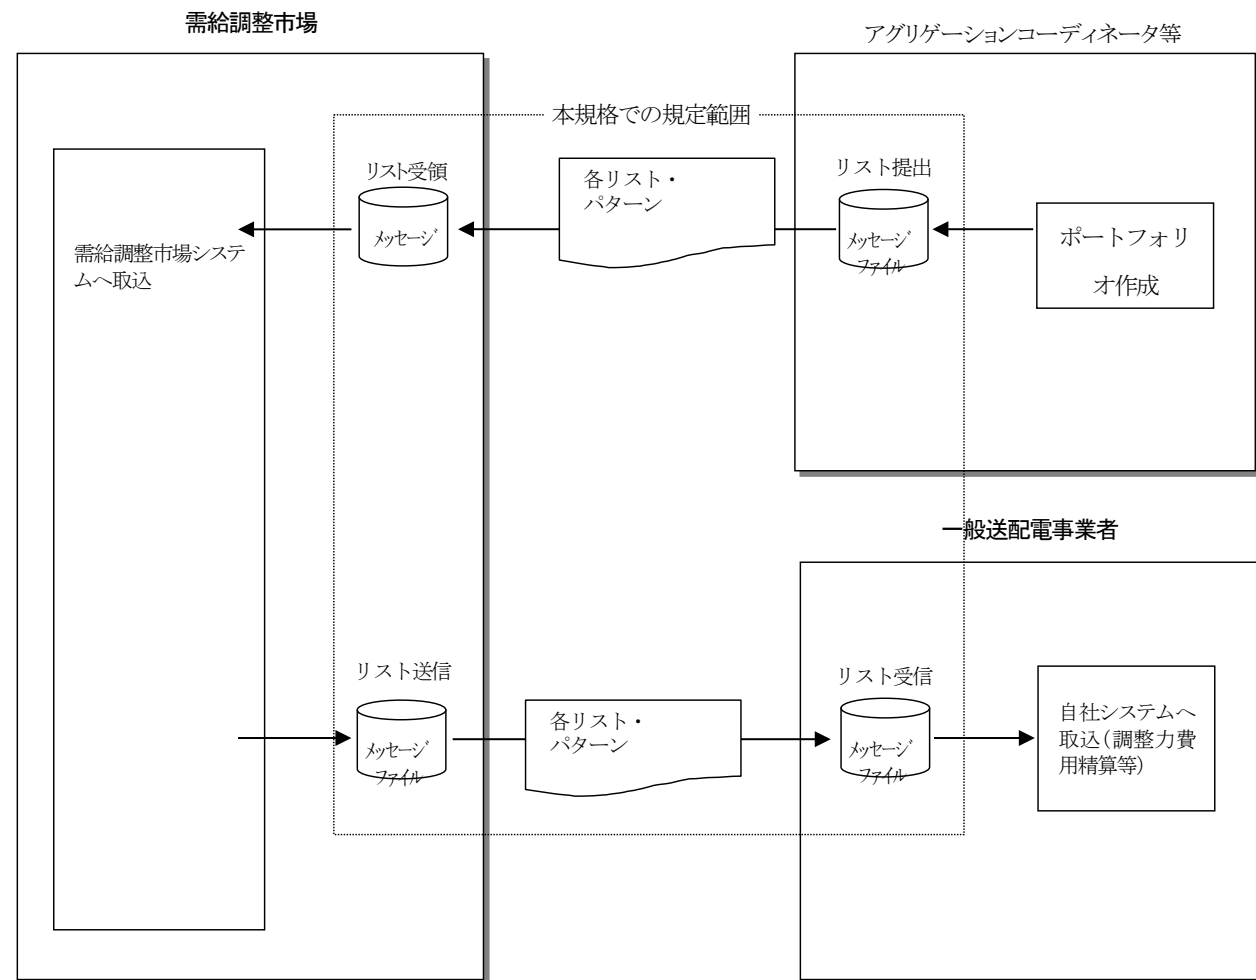 需給調整市場
アグリゲーションコーディネータ等
本規格での規定範囲
リスト受領
メッセージ
各リスト・
パターン
リスト提出
メッセージ
ファイル
ポートフォリ
オ作成
需給調整市場システ
ムへ取込
一般送配電事業者
リスト送信
メッセージ
ファイル
各リスト・
パターン
リスト受信
メッセージ
ファイル
自社システムへ
取込(調整力費
用精算等)